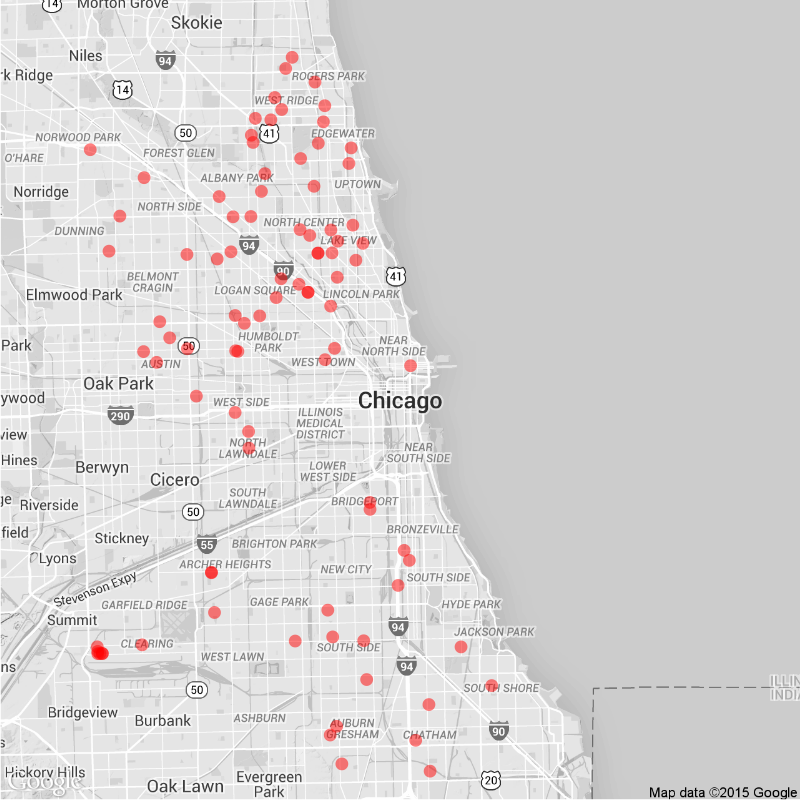 14
Morton Grove
Skokie
Niles
94
rk Ridge
ROGERS PARK
14
WEST RIDGE
50
41
EDGEWATER
NORWOOD PARK
O'HARE
FOREST GLEN
ALBANY PARK
UPTOWN
Norridge
NORTH SIDE
NORTH CENTER
DUNNING
LAKE VIEW
94
90
41
BELMONT
CRAGIN
LOGAN SQUARE
LINCOLN PARK
Elmwood Park
Park
50
HUMBOLDT
PARK
NEAR
NORTH SIDE
AUSTIN
WEST TOWN
Oak Park
ywood
WEST SIDE
Chicago
290
ILLINOIS
MEDICAL
DISTRICT
view
Hines
NORTH
LAWNDALE
NEAR
SOUTH SIDE
Berwyn
LOWER
WEST SIDE
Cicero
ge
Riverside
SOUTH
LAWNDALE
BRIDGEPORT
50
field
Stickney
BRONZEVILLE
55
BRIGHTON PARK
Lyons
ARCHER HEIGHTS
NEW CITY
SOUTH SIDE
Stevenson Expy
GARFIELD RIDGE
GAGE PARK
HYDE PARK
Summit
94
CLEARING
SOUTH SIDE
JACKSON PARK
WEST LAWN
94
ns
50
SOUTH SHORE
ILLIN
INDIA
Bridgeview
Burbank
ASHBURN
AUBURN
GRESHAM
CHATHAM
90
Hickory Hills
Google
Oak Lawn
Evergreen
Park
20
Map data ©2015 Google